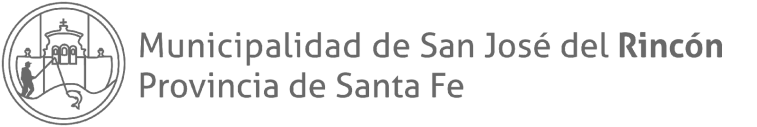 Municipalidad de San José del Rincón
Provincia de Santa Fe